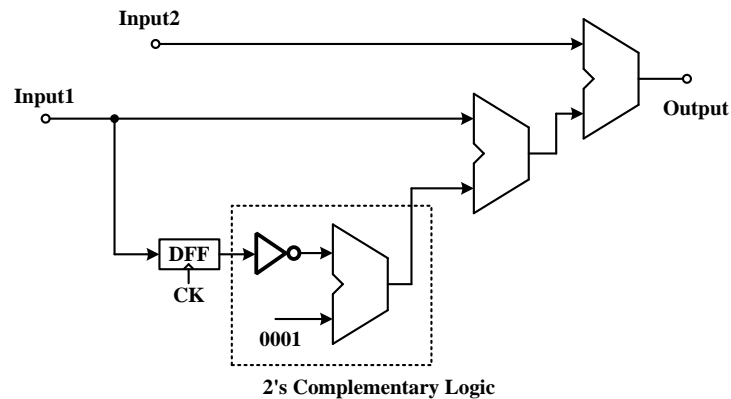 Input2
Input1
Output
DFF
CK
0001
2's Complementary Logic